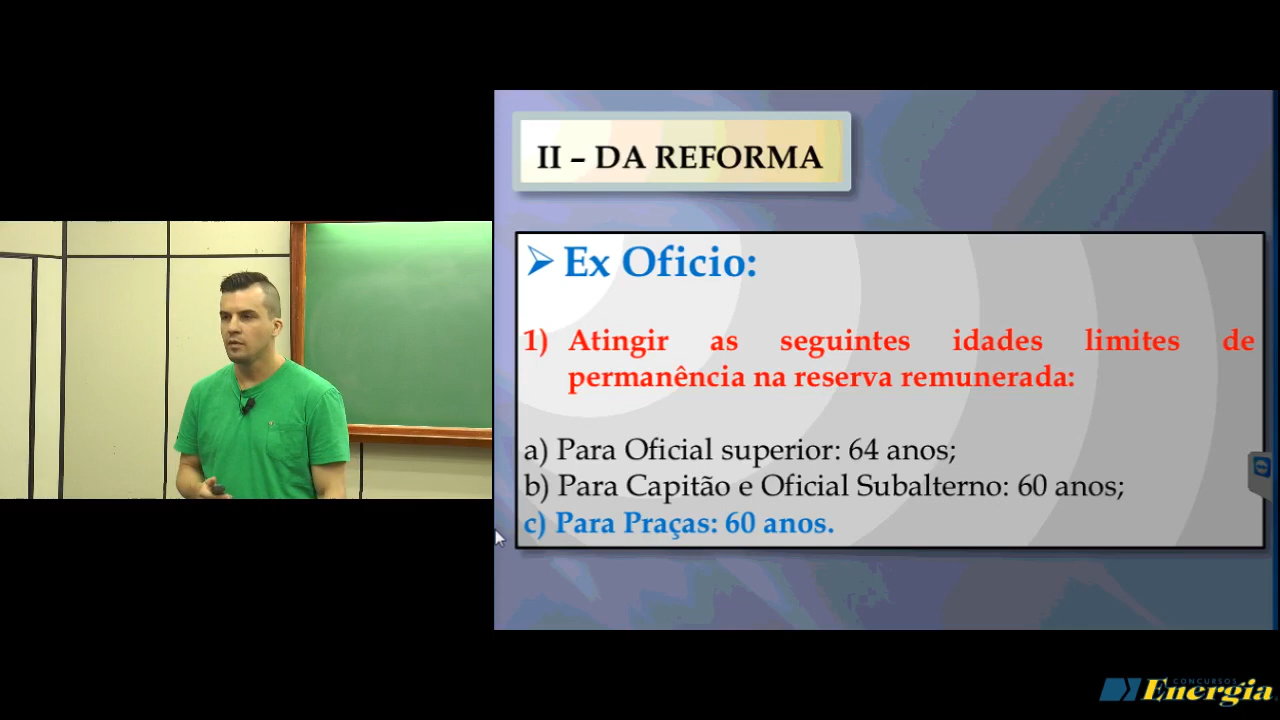 II – DA REFORMA
Ex Oficio:
1) Atingir as seguintes idades limites de
permanência na reserva remunerada:
a) Para Oficial superior: 64 anos;
b) Para Capitão e Oficial Subalterno: 60 anos;
c) Para Praças: 60 anos.
CONCURSOS
Energia